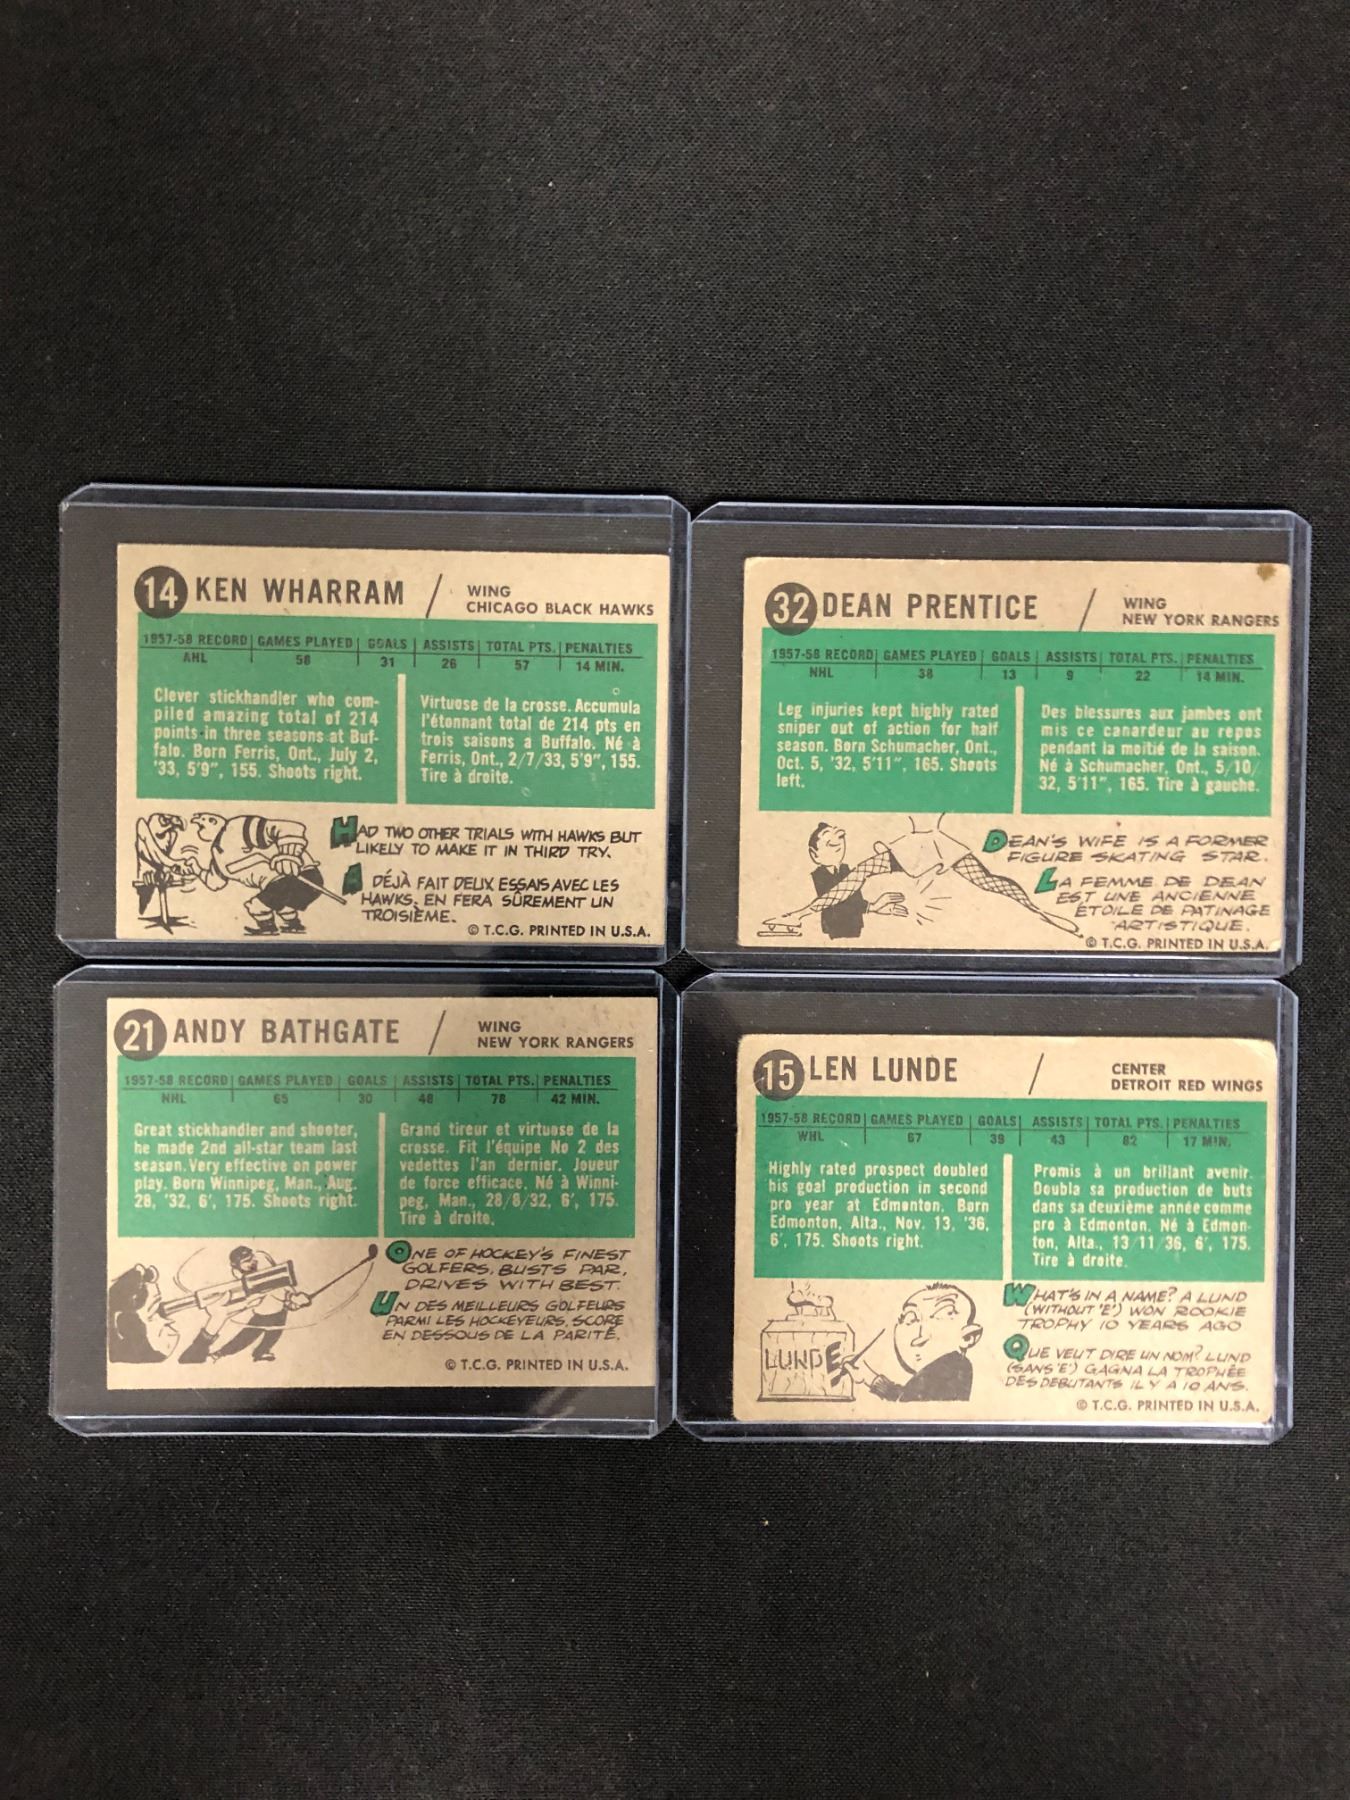 14 KEN WHARRAM / WING
CHICAGO BLACK HAWKS
1957-58 RECORD GAMES PLAYED GOALS ASSISTS TOTAL PTS. PENALTIES
AHL 58 31 26 57 14 MIN.
Clever stickhandler who com-
piled amazing total of 214
points in three seasons at Buf-
falo. Born Ferris, Ont., July 2,
'33, 5'9", 155. Shoots right.
Virtuose de la crosse. Accumula
l'étonnant total de 214 pts en
trois saisons a Buffalo. Né à
Ferris, Ont., 2/7/33, 5'9", 155.
Tire à droite.
HAD TWO OTHER TRIALS WITH HAWKS BUT
LIKELY TO MAKE IT IN THIRD TRY.
A DÉJÀ FAIT DEUX ESSAIS AVEC LES
HAWKS, EN FERA SÛREMENT UN
TROISIÈME.
© T.C.G. PRINTED IN U.S.A.
32 DEAN PRENTICE / WING
NEW YORK RANGERS
1957-58 RECORD GAMES PLAYED GOALS ASSISTS TOTAL PTS. PENALTIES
NHL 38 13 9 22 14 MIN.
Leg injuries kept highly rated
sniper out of action for half
season. Born Schumacher, Ont.,
Oct. 5, '32, 5'11", 165. Shoots
left.
Des blessures aux jambes ont
mis ce canardeur au repos
pendant la moitié de la saison.
Né à Schumacher, Ont., 5/10/
32, 5'11", 165. Tire à gauche.
DEAN'S WIFE IS A FORMER
FIGURE SKATING STAR.
LA FEMME DE DEAN
EST UNE ANCIENNE
ÉTOILE DE PATINAGE
ARTISTIQUE.
© T.C.G. PRINTED IN U.S.A.
21 ANDY BATHGATE / WING
NEW YORK RANGERS
1957-58 RECORD GAMES PLAYED GOALS ASSISTS TOTAL PTS. PENALTIES
NHL 65 30 48 78 42 MIN.
Great stickhandler and shooter,
he made 2nd all-star team last
season. Very effective on power
play. Born Winnipeg, Man., Aug.
28, '32, 6', 175. Shoots right.
Grand tireur et virtuose de la
crosse. Fit l'équipe No 2 des
vedettes l'an dernier. Joueur
de force efficace. Né à Winni-
peg, Man., 28/8/32, 6', 175.
Tire à droite.
ONE OF HOCKEY'S FINEST
GOLFERS, BUSTS PAR,
DRIVES WITH BEST.
UN DES MEILLEURS GOLFEURS
PARMI LES HOCKEYEURS, SCORE
EN DESSOUS DE LA PARITÉ.
© T.C.G. PRINTED IN U.S.A.
15 LEN LUNDE / CENTER
DETROIT RED WINGS
1957-58 RECORD GAMES PLAYED GOALS ASSISTS TOTAL PTS. PENALTIES
WHL 67 39 43 82 17 MIN.
Highly rated prospect doubled
his goal production in second
pro year at Edmonton. Born
Edmonton, Alta., Nov. 13, '36,
6', 175. Shoots right.
Promis à un brillant avenir.
Doubla sa production de buts
dans sa deuxième année comme
pro à Edmonton. Né à Edmon-
ton, Alta., 13/11/36, 6', 175.
Tire à droite.
LUNDE
WHAT'S IN A NAME? A LUND
(WITHOUT 'E') WON ROOKIE
TROPHY 10 YEARS AGO
QUE VEUT DIRE UN NOM? LUND
(SANS 'E') GAGNA LA TROPHÉE
DES DEBUTANTS IL Y A 10 ANS.
© T.C.G. PRINTED IN U.S.A.